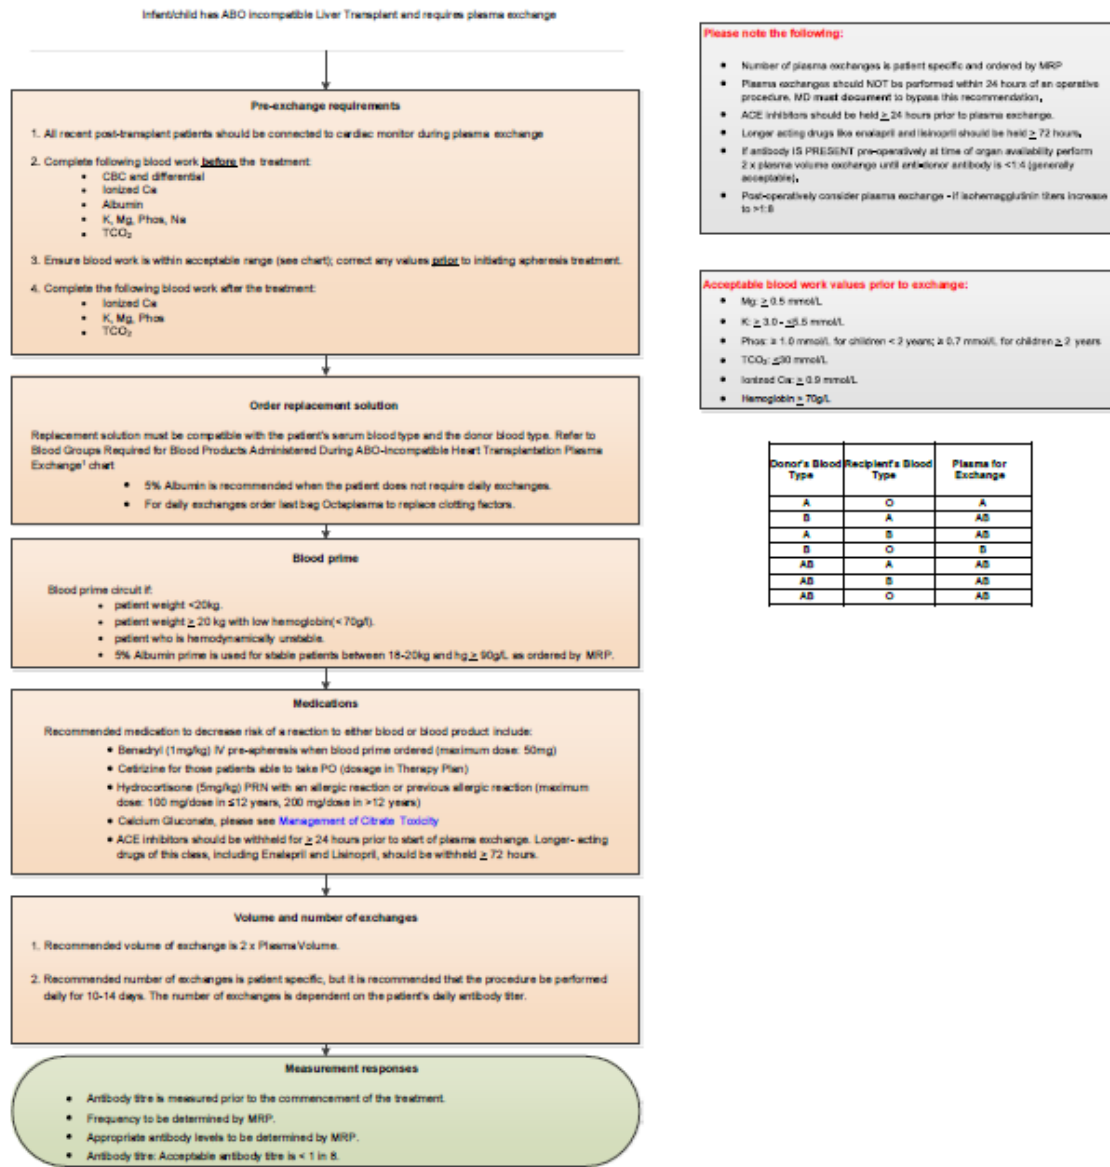 Infant/child has ABO incompatible Liver Transplant and requires plasma exchange
Pre-exchange requirements
1. All recent post-transplant patients should be connected to cardiac monitor during plasma exchange
2. Complete following blood work before the treatment:
• CBC and differential
• Ionized Ca
• Albumin
• K, Mg, Phos, Na
• TCO₂
3. Ensure blood work is within acceptable range (see chart); correct any values prior to initiating apheresis treatment.
4. Complete the following blood work after the treatment:
• Ionized Ca
• K, Mg, Phos
• TCO₂
Order replacement solution
Replacement solution must be compatible with the patient's serum blood type and the donor blood type. Refer to
Blood Groups Required for Blood Products Administered During ABO-Incompatible Heart Transplantation Plasma
Exchange¹ chart
• 5% Albumin is recommended when the patient does not require daily exchanges.
• For daily exchanges order last bag Octaplasma to replace clotting factors.
Blood prime
Blood prime circuit if:
• patient weight <20kg.
• patient weight ≥ 20 kg with low hemoglobin(< 70g/l).
• patient who is hemodynamically unstable.
• 5% Albumin prime is used for stable patients between 18-20kg and hg ≥ 90g/L as ordered by MRP.
Medications
Recommended medication to decrease risk of a reaction to either blood or blood product include:
• Benadryl (1mg/kg) IV pre-apheresis when blood prime ordered (maximum dose: 50mg)
• Cetirizine for those patients able to take PO (dosage in Therapy Plan)
• Hydrocortisone (5mg/kg) PRN with an allergic reaction or previous allergic reaction (maximum
dose: 100 mg/dose in ≤12 years, 200 mg/dose in >12 years)
• Calcium Gluconate, please see Management of Citrate Toxicity
• ACE inhibitors should be withheld for ≥ 24 hours prior to start of plasma exchange. Longer- acting
drugs of this class, including Enalapril and Lisinopril, should be withheld ≥ 72 hours.
Volume and number of exchanges
1. Recommended volume of exchange is 2 x Plasma Volume.
2. Recommended number of exchanges is patient specific, but it is recommended that the procedure be performed
daily for 10-14 days. The number of exchanges is dependent on the patient's daily antibody titer.
Measurement responses
• Antibody titre is measured prior to the commencement of the treatment.
• Frequency to be determined by MRP.
• Appropriate antibody levels to be determined by MRP.
• Antibody titre: Acceptable antibody titre is < 1 in 8.
Please note the following:
• Number of plasma exchanges is patient specific and ordered by MRP
• Plasma exchanges should NOT be performed within 24 hours of an operative
procedure. MD must document to bypass this recommendation.
• ACE inhibitors should be held ≥ 24 hours prior to plasma exchange.
• Longer acting drugs like enalapril and lisinopril should be held ≥ 72 hours.
• If antibody IS PRESENT pre-operatively at time of organ availability perform
2 x plasma volume exchange until anti-donor antibody is <1:4 (generally
acceptable).
• Post-operatively consider plasma exchange - if isohemagglutinin titers increase
to >1:8
Acceptable blood work values prior to exchange:
• Mg: ≥ 0.5 mmol/L
• K: ≥ 3.0 - ≤5.5 mmol/L
• Phos: ≥ 1.0 mmol/L for children < 2 years; ≥ 0.7 mmol/L for children ≥ 2 years
• TCO₂: ≤30 mmol/L
• Ionized Ca: ≥ 0.9 mmol/L
• Hemoglobin ≥ 70g/L
Donor's Blood Type Recipient's Blood Type Plasma for Exchange
A O A
B A AB
A B AB
B O B
AB A AB
AB B AB
AB O AB